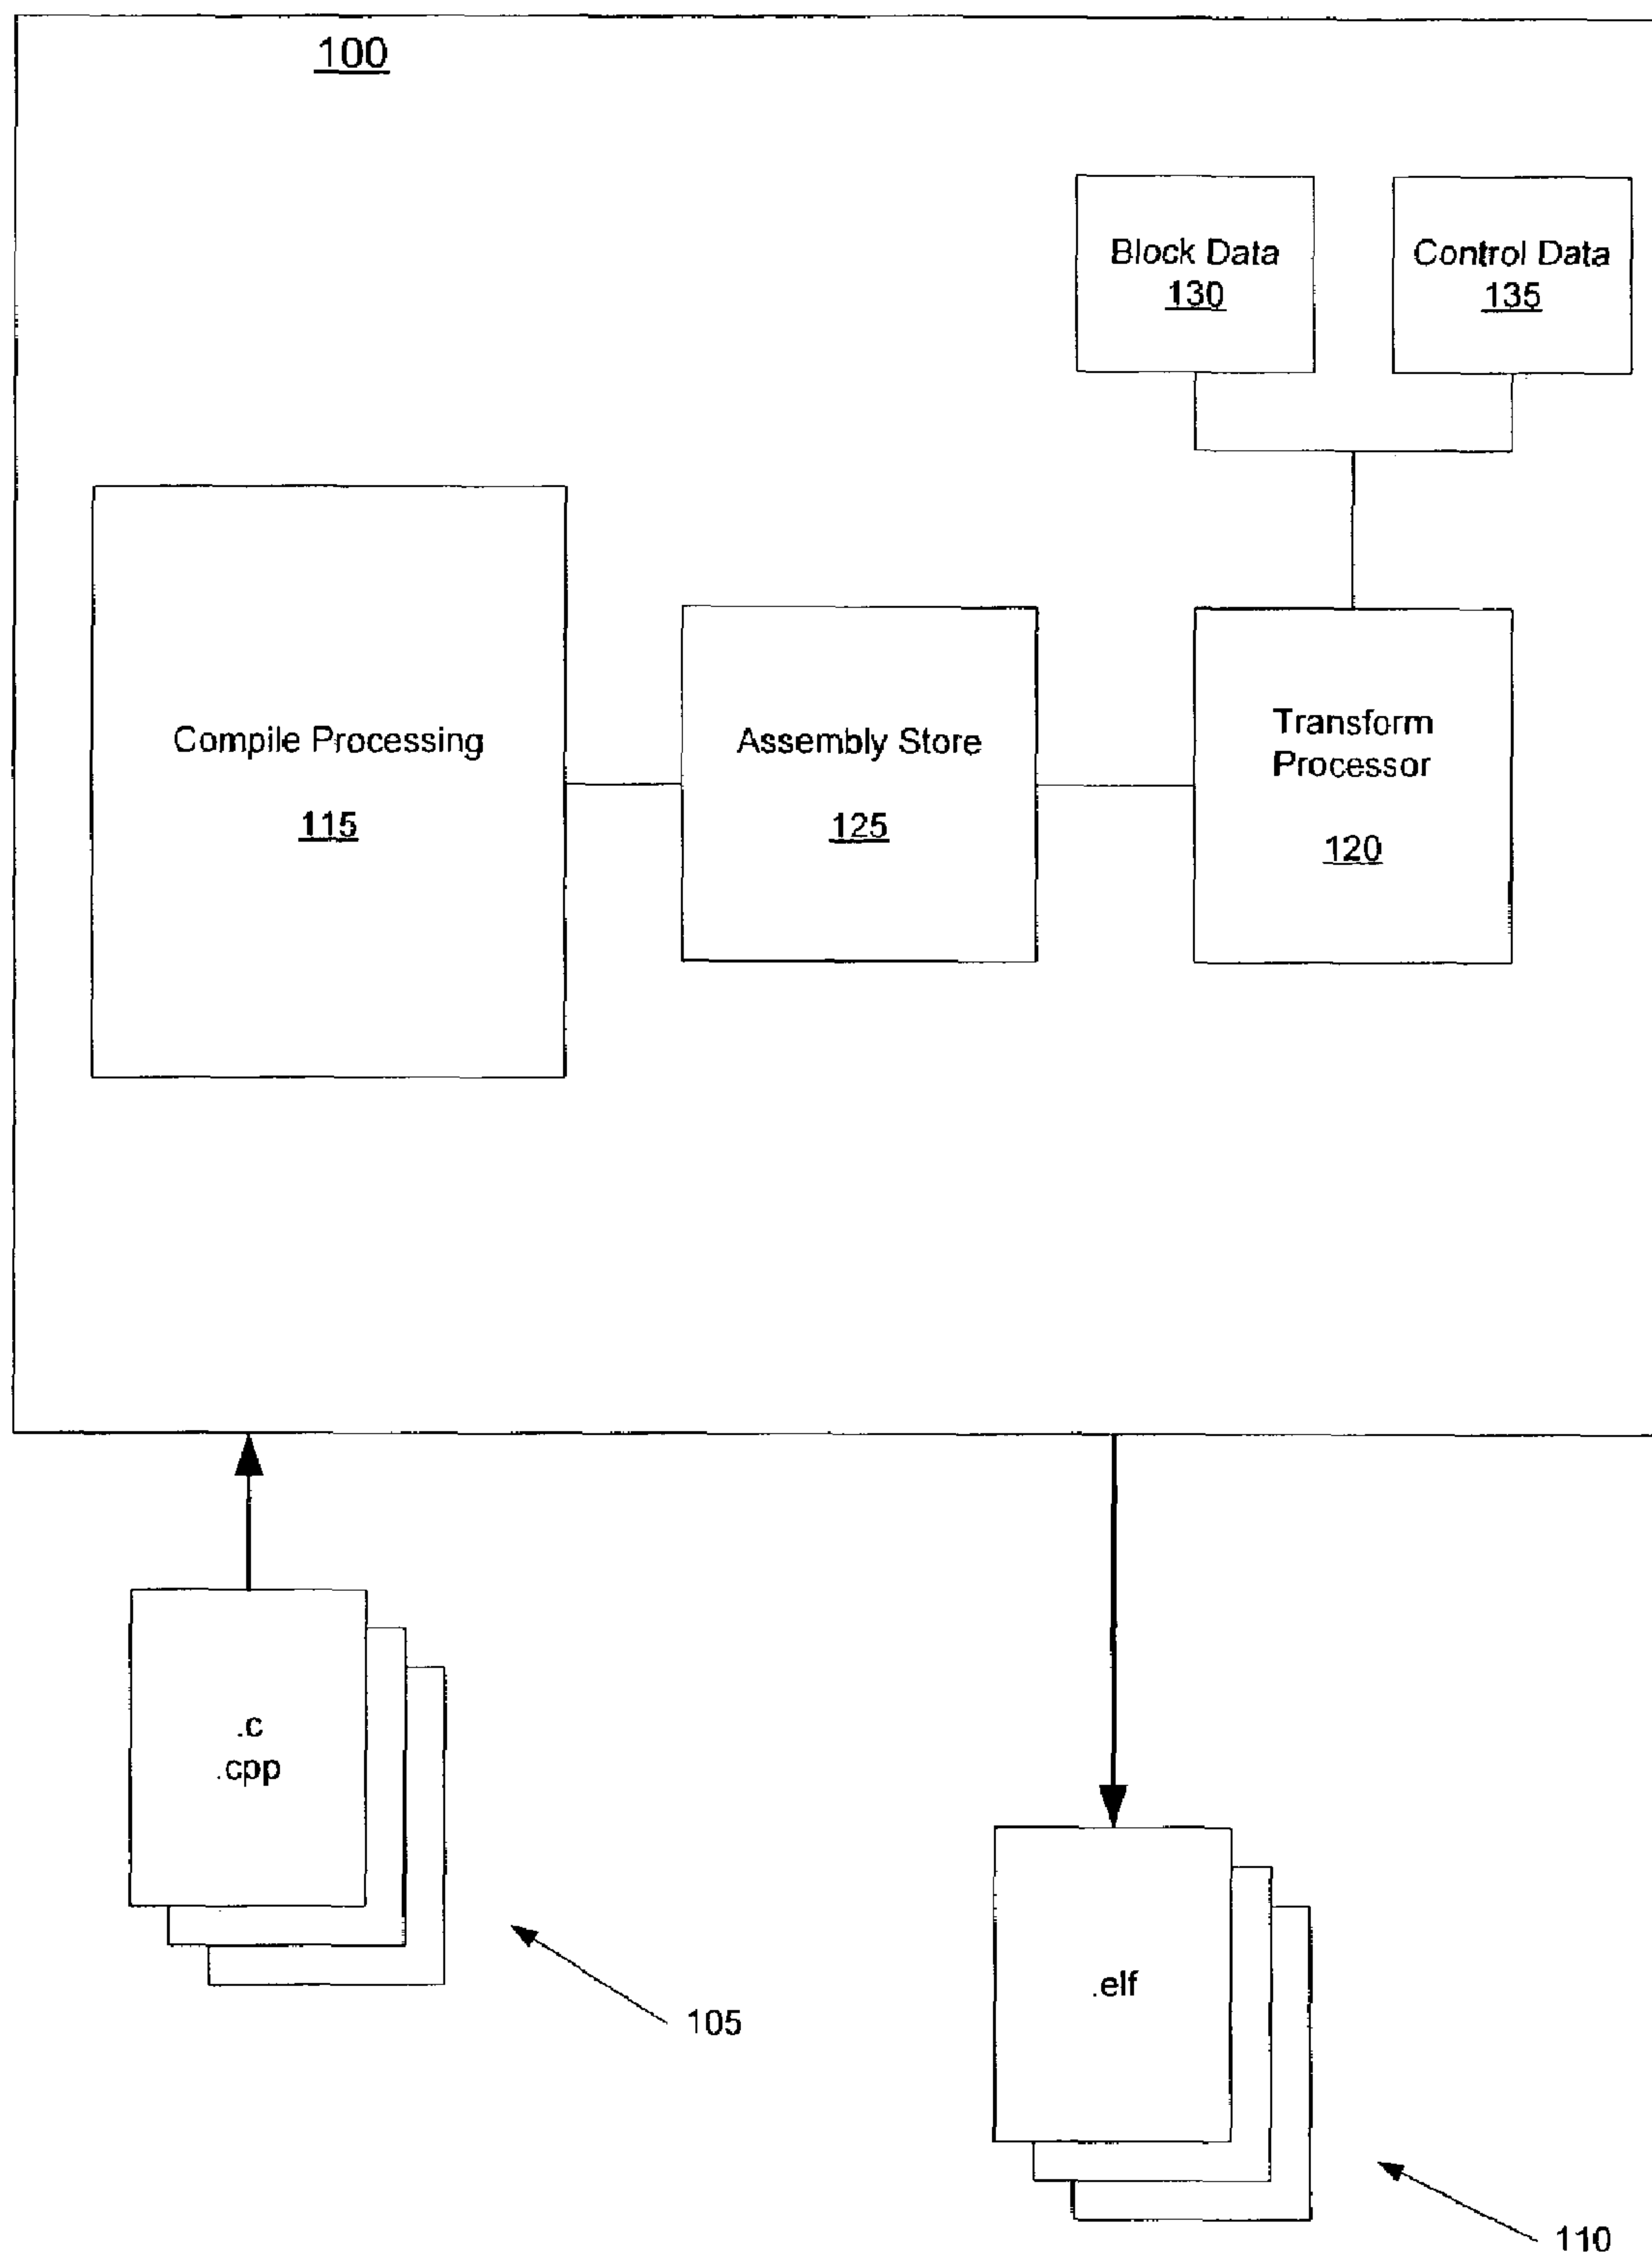 100
Block Data
130
Control Data
135
Compile Processing
115
Assembly Store
125
Transform
Processor
120
.c
.cpp
105
.elf
110